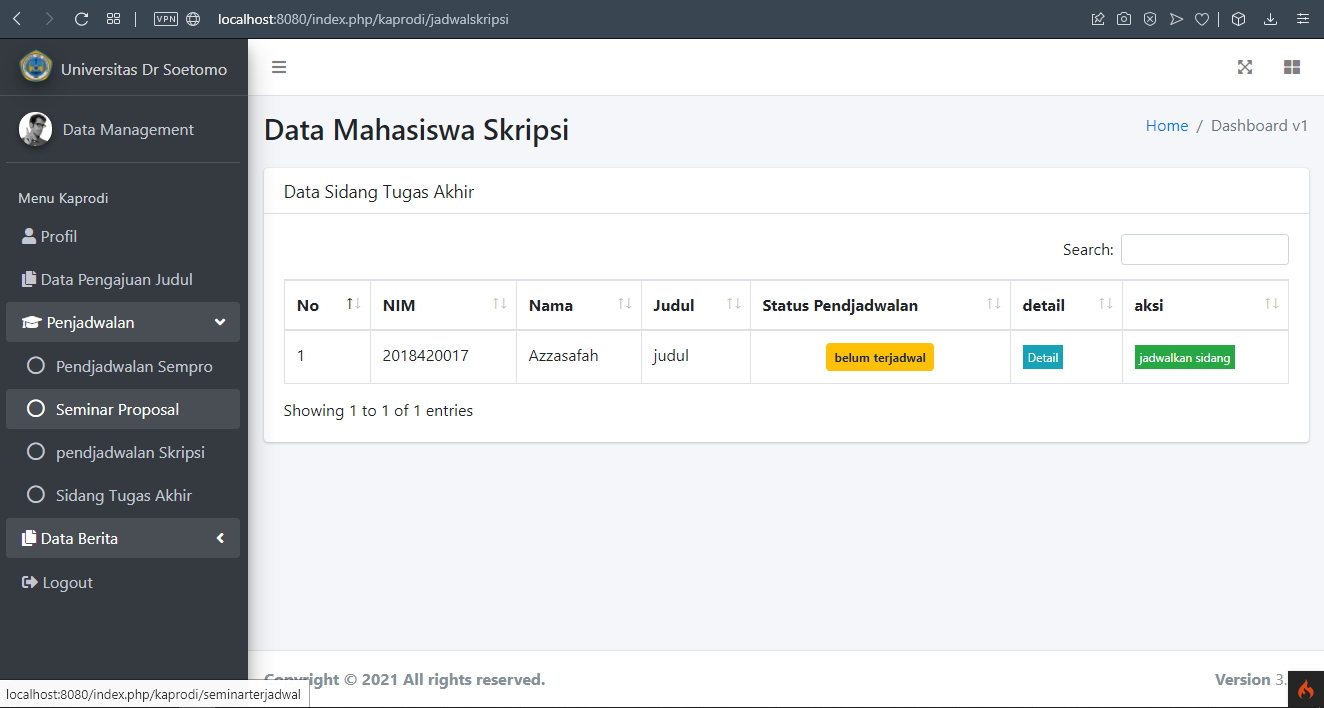 VPN localhost:8080/index.php/kaprodi/jadwalskripsi
Universitas Dr Soetomo
Data Management
Menu Kaprodi
Profil
Data Pengajuan Judul
Penjadwalan
Pendjadwalan Sempro
Seminar Proposal
pendjadwalan Skripsi
Sidang Tugas Akhir
Data Berita
Logout
Data Mahasiswa Skripsi
Home / Dashboard v1
Data Sidang Tugas Akhir
Search:
No NIM Nama Judul Status Pendjadwalan detail aksi
1 2018420017 Azzasafah judul belum terjadwal Detail jadwalkan sidang
Showing 1 to 1 of 1 entries
Copyright © 2021 All rights reserved.
Version 3.
localhost:8080/index.php/kaprodi/seminarterjadwal